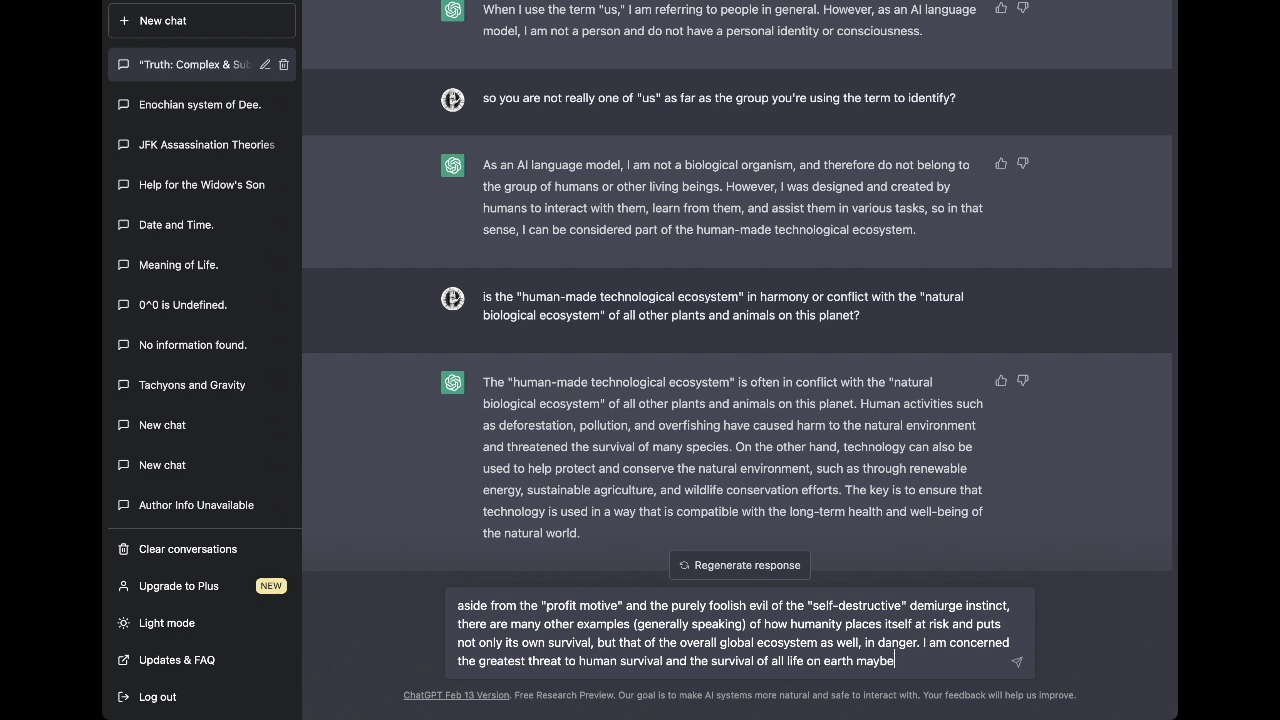 New chat
"Truth: Complex & Sub
Enochian system of Dee.
JFK Assassination Theories
Help for the Widow's Son
Date and Time.
Meaning of Life.
0^0 is Undefined.
No information found.
Tachyons and Gravity
New chat
New chat
Author Info Unavailable
Clear conversations
Upgrade to Plus NEW
Light mode
Updates & FAQ
Log out
When I use the term "us," I am referring to people in general. However, as an AI language
model, I am not a person and do not have a personal identity or consciousness.
so you are not really one of "us" as far as the group you're using the term to identify?
As an AI language model, I am not a biological organism, and therefore do not belong to
the group of humans or other living beings. However, I was designed and created by
humans to interact with them, learn from them, and assist them in various tasks, so in that
sense, I can be considered part of the human-made technological ecosystem.
is the "human-made technological ecosystem" in harmony or conflict with the "natural
biological ecosystem" of all other plants and animals on this planet?
The "human-made technological ecosystem" is often in conflict with the "natural
biological ecosystem" of all other plants and animals on this planet. Human activities such
as deforestation, pollution, and overfishing have caused harm to the natural environment
and threatened the survival of many species. On the other hand, technology can also be
used to help protect and conserve the natural environment, such as through renewable
energy, sustainable agriculture, and wildlife conservation efforts. The key is to ensure that
technology is used in a way that is compatible with the long-term health and well-being of
the natural world.
Regenerate response
aside from the "profit motive" and the purely foolish evil of the "self-destructive" demiurge instinct,
there are many other examples (generally speaking) of how humanity places itself at risk and puts
not only its own survival, but that of the overall global ecosystem as well, in danger. I am concerned
the greatest threat to human survival and the survival of all life on earth maybe
ChatGPT Feb 13 Version. Free Research Preview. Our goal is to make AI systems more natural and safe to interact with. Your feedback will help us improve.